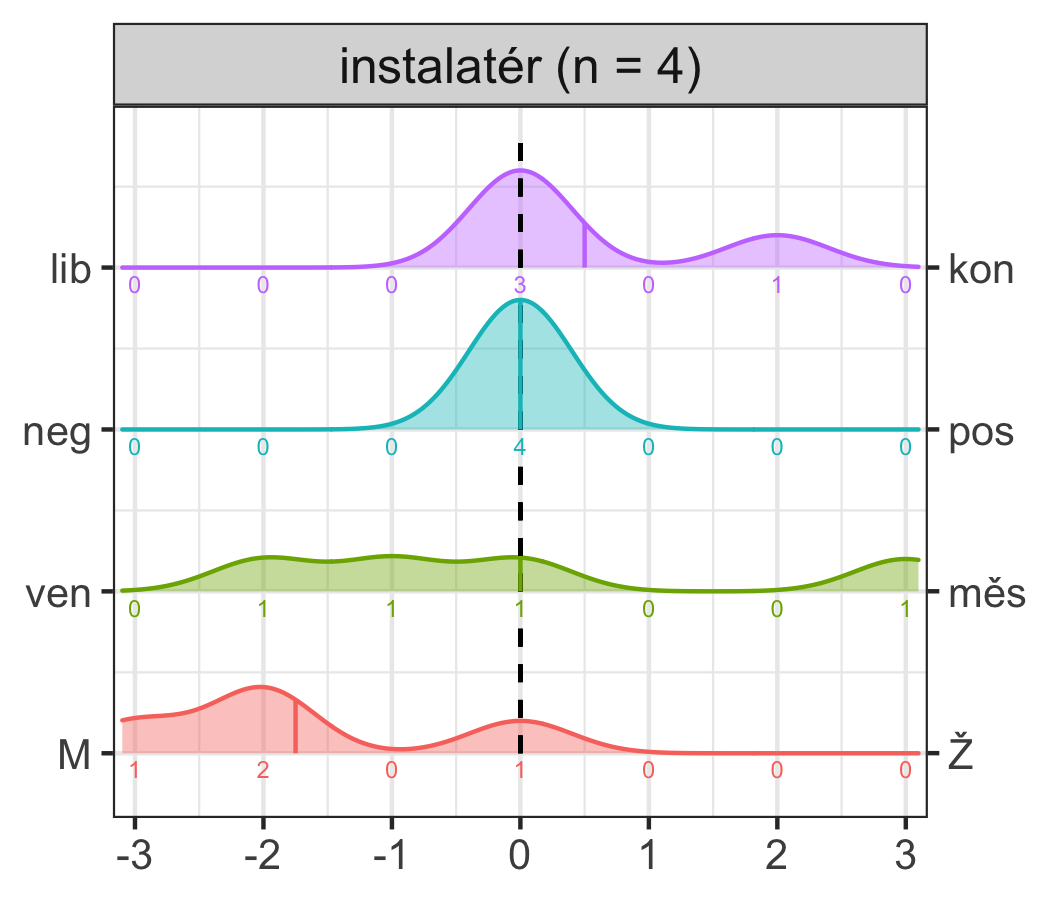 instalatér (n = 4)
lib kon
0 0 0 3 0 1 0
neg pos
0 0 0 4 0 0 0
ven měs
0 1 1 1 0 0 1
M Ž
1 2 0 1 0 0 0
-3 -2 -1 0 1 2 3